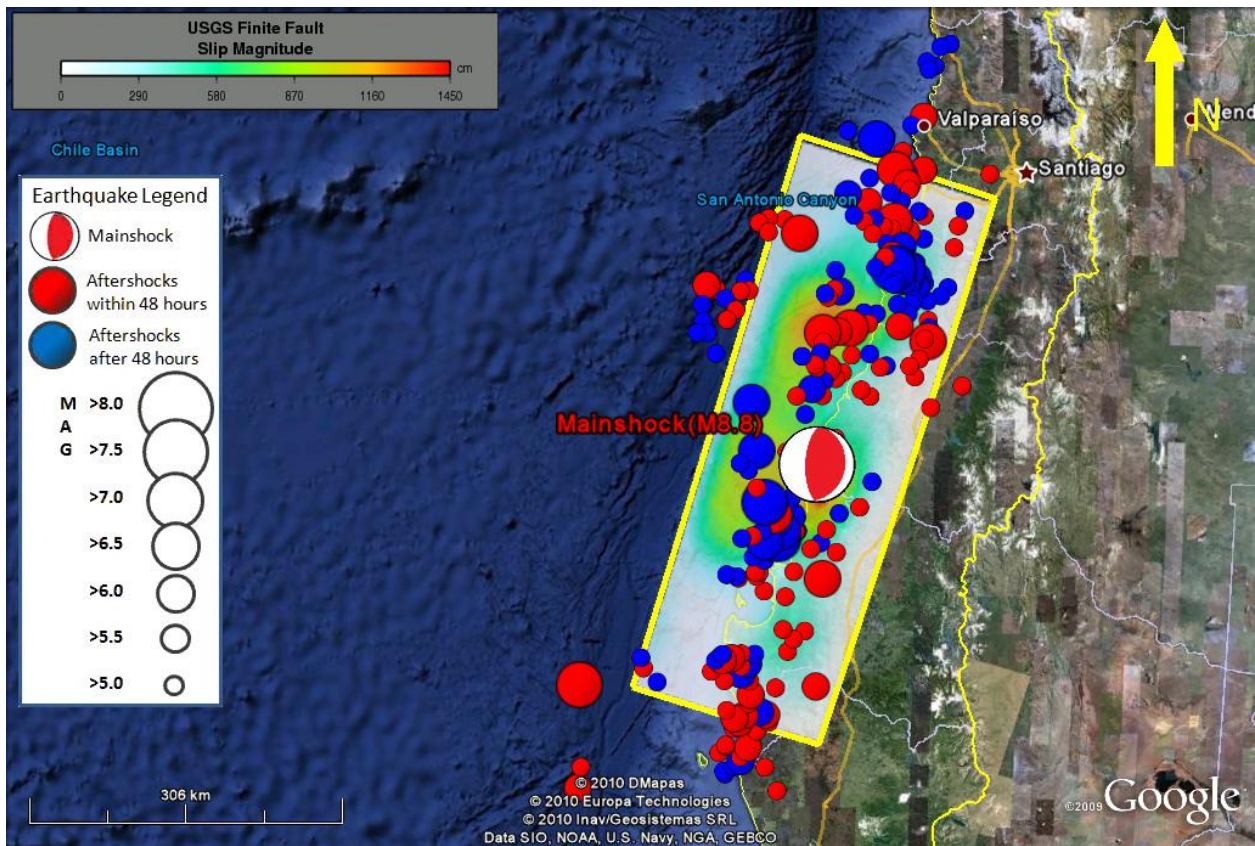 USGS Finite Fault
Slip Magnitude
cm
0 290 580 870 1160 1450
Chile Basin
Valparaíso
N
Mend
Santiago
San Antonio Canyon
Earthquake Legend
Mainshock
Aftershocks
within 48 hours
Aftershocks
after 48 hours
M
A
G
>8.0
>7.5
>7.0
>6.5
>6.0
>5.5
>5.0
Mainshock(M8.8)
306 km
© 2010 DMapas
© 2010 Europa Technologies
© 2010 Inav/Geosistemas SRL
Data SIO, NOAA, U.S. Navy, NGA, GEBCO
©2009 Google